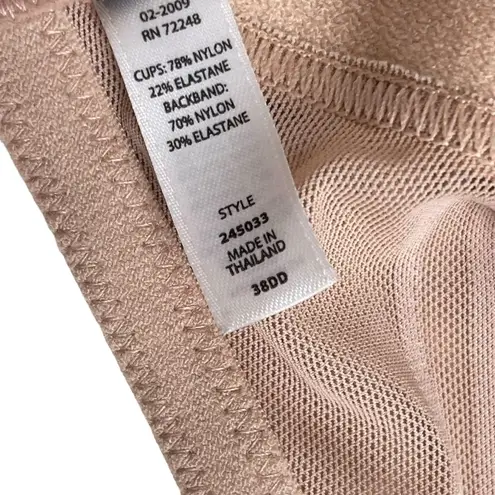 02-2009
RN 72248
CUPS: 78% NYLON
22% ELASTANE
BACKBAND:
70% NYLON
30% ELASTANE
STYLE
245033
MADE IN
THAILAND
38DD